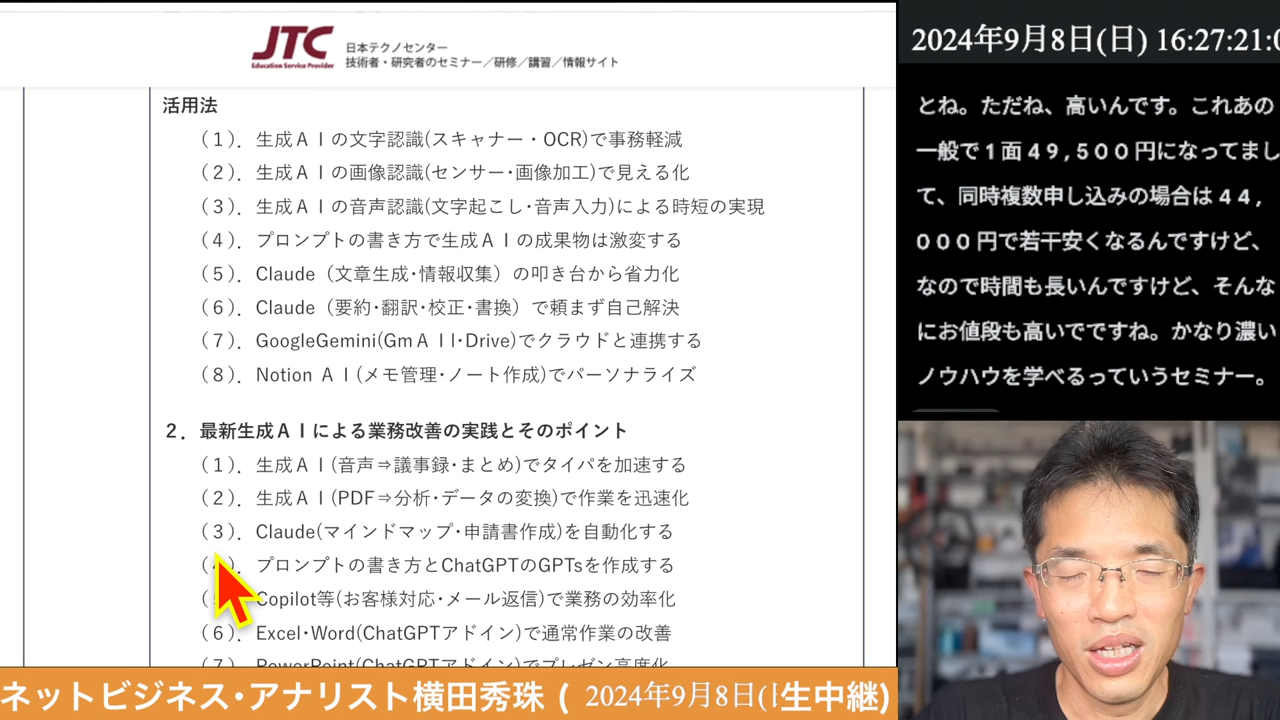 JTC
Education Service Provider
日本テクノセンター
技術者・研究者のセミナー／研修／講習／情報サイト
活用法
（１）．生成ＡＩの文字認識(スキャナー・OCR)で事務軽減
（２）．生成ＡＩの画像認識(センサー･画像加工)で見える化
（３）．生成ＡＩの音声認識(文字起こし･音声入力)による時短の実現
（４）．プロンプトの書き方で生成ＡＩの成果物は激変する
（５）．Claude（文章生成･情報収集）の叩き台から省力化
（６）．Claude（要約･翻訳･校正･書換）で頼まず自己解決
（７）．GoogleGemini(GmＡＩl･Drive)でクラウドと連携する
（８）．Notion ＡＩ(メモ管理･ノート作成)でパーソナライズ
２．最新生成ＡＩによる業務改善の実践とそのポイント
（１）．生成ＡＩ(音声⇒議事録･まとめ)でタイパを加速する
（２）．生成ＡＩ(PDF⇒分析･データの変換)で作業を迅速化
（３）．Claude(マインドマップ･申請書作成)を自動化する
（４）．プロンプトの書き方とChatGPTのGPTsを作成する
Copilot等(お客様対応･メール返信)で業務の効率化
（６）．Excel･Word(ChatGPTアドイン)で通常作業の改善
（７）．PowerPoint(ChatGPTアドイン)でプレゼン高度化
ネットビジネス･アナリスト横田秀珠 ( 2024年9月8日(生中継)
2024年9月8日(日) 16:27:21:0
とね。ただね、高いんです。これあの
一般で１面４９,５００円になってまし
て、同時複数申し込みの場合は４４,
０００円で若干安くなるんですけど、
なので時間も長いんですけど、そんな
にお値段も高いでですね。かなり濃い
ノウハウを学べるっていうセミナー。